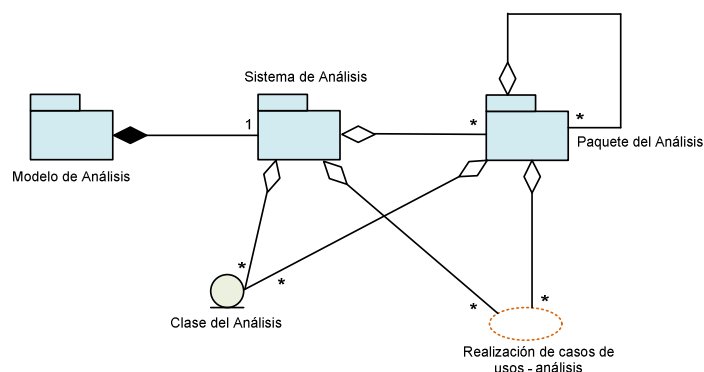 Sistema de Análisis
1
*
*
Paquete del Análisis
Modelo de Análisis
*
*
Clase del Análisis
*
*
Realización de casos de
usos - análisis